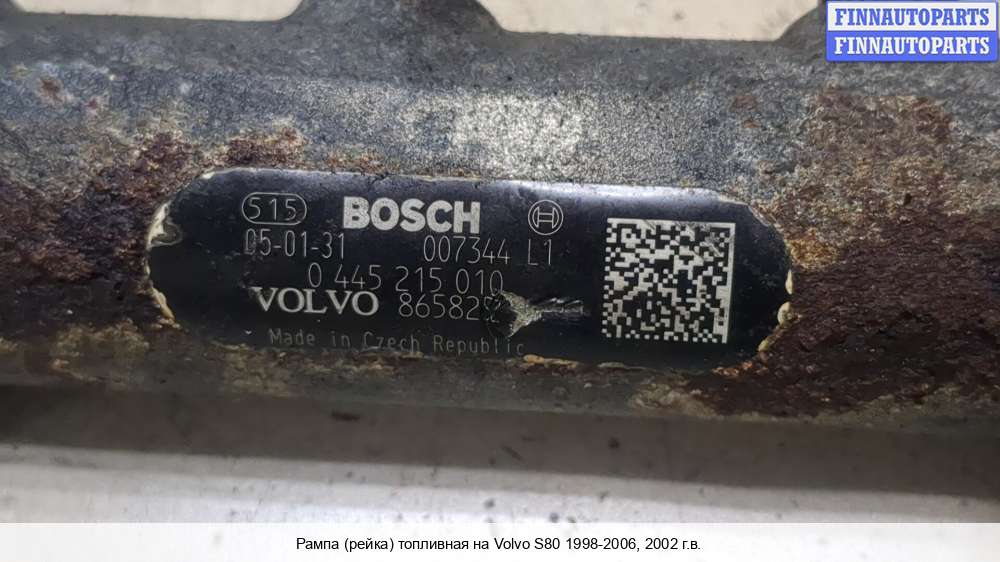 FINNAUTOPARTS
FINNAUTOPARTS
515 BOSCH
05-01-31 007344 L1
0 445 215 010
VOLVO
Made in Czech Republic
Рампа (рейка) топливная на Volvo S80 1998-2006, 2002 г.в.